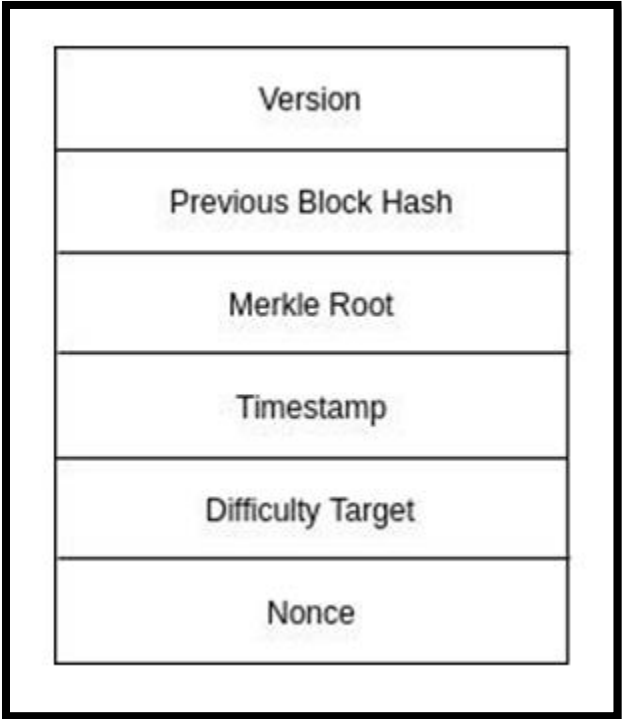 Version
Previous Block Hash
Merkle Root
Timestamp
Difficulty Target
Nonce